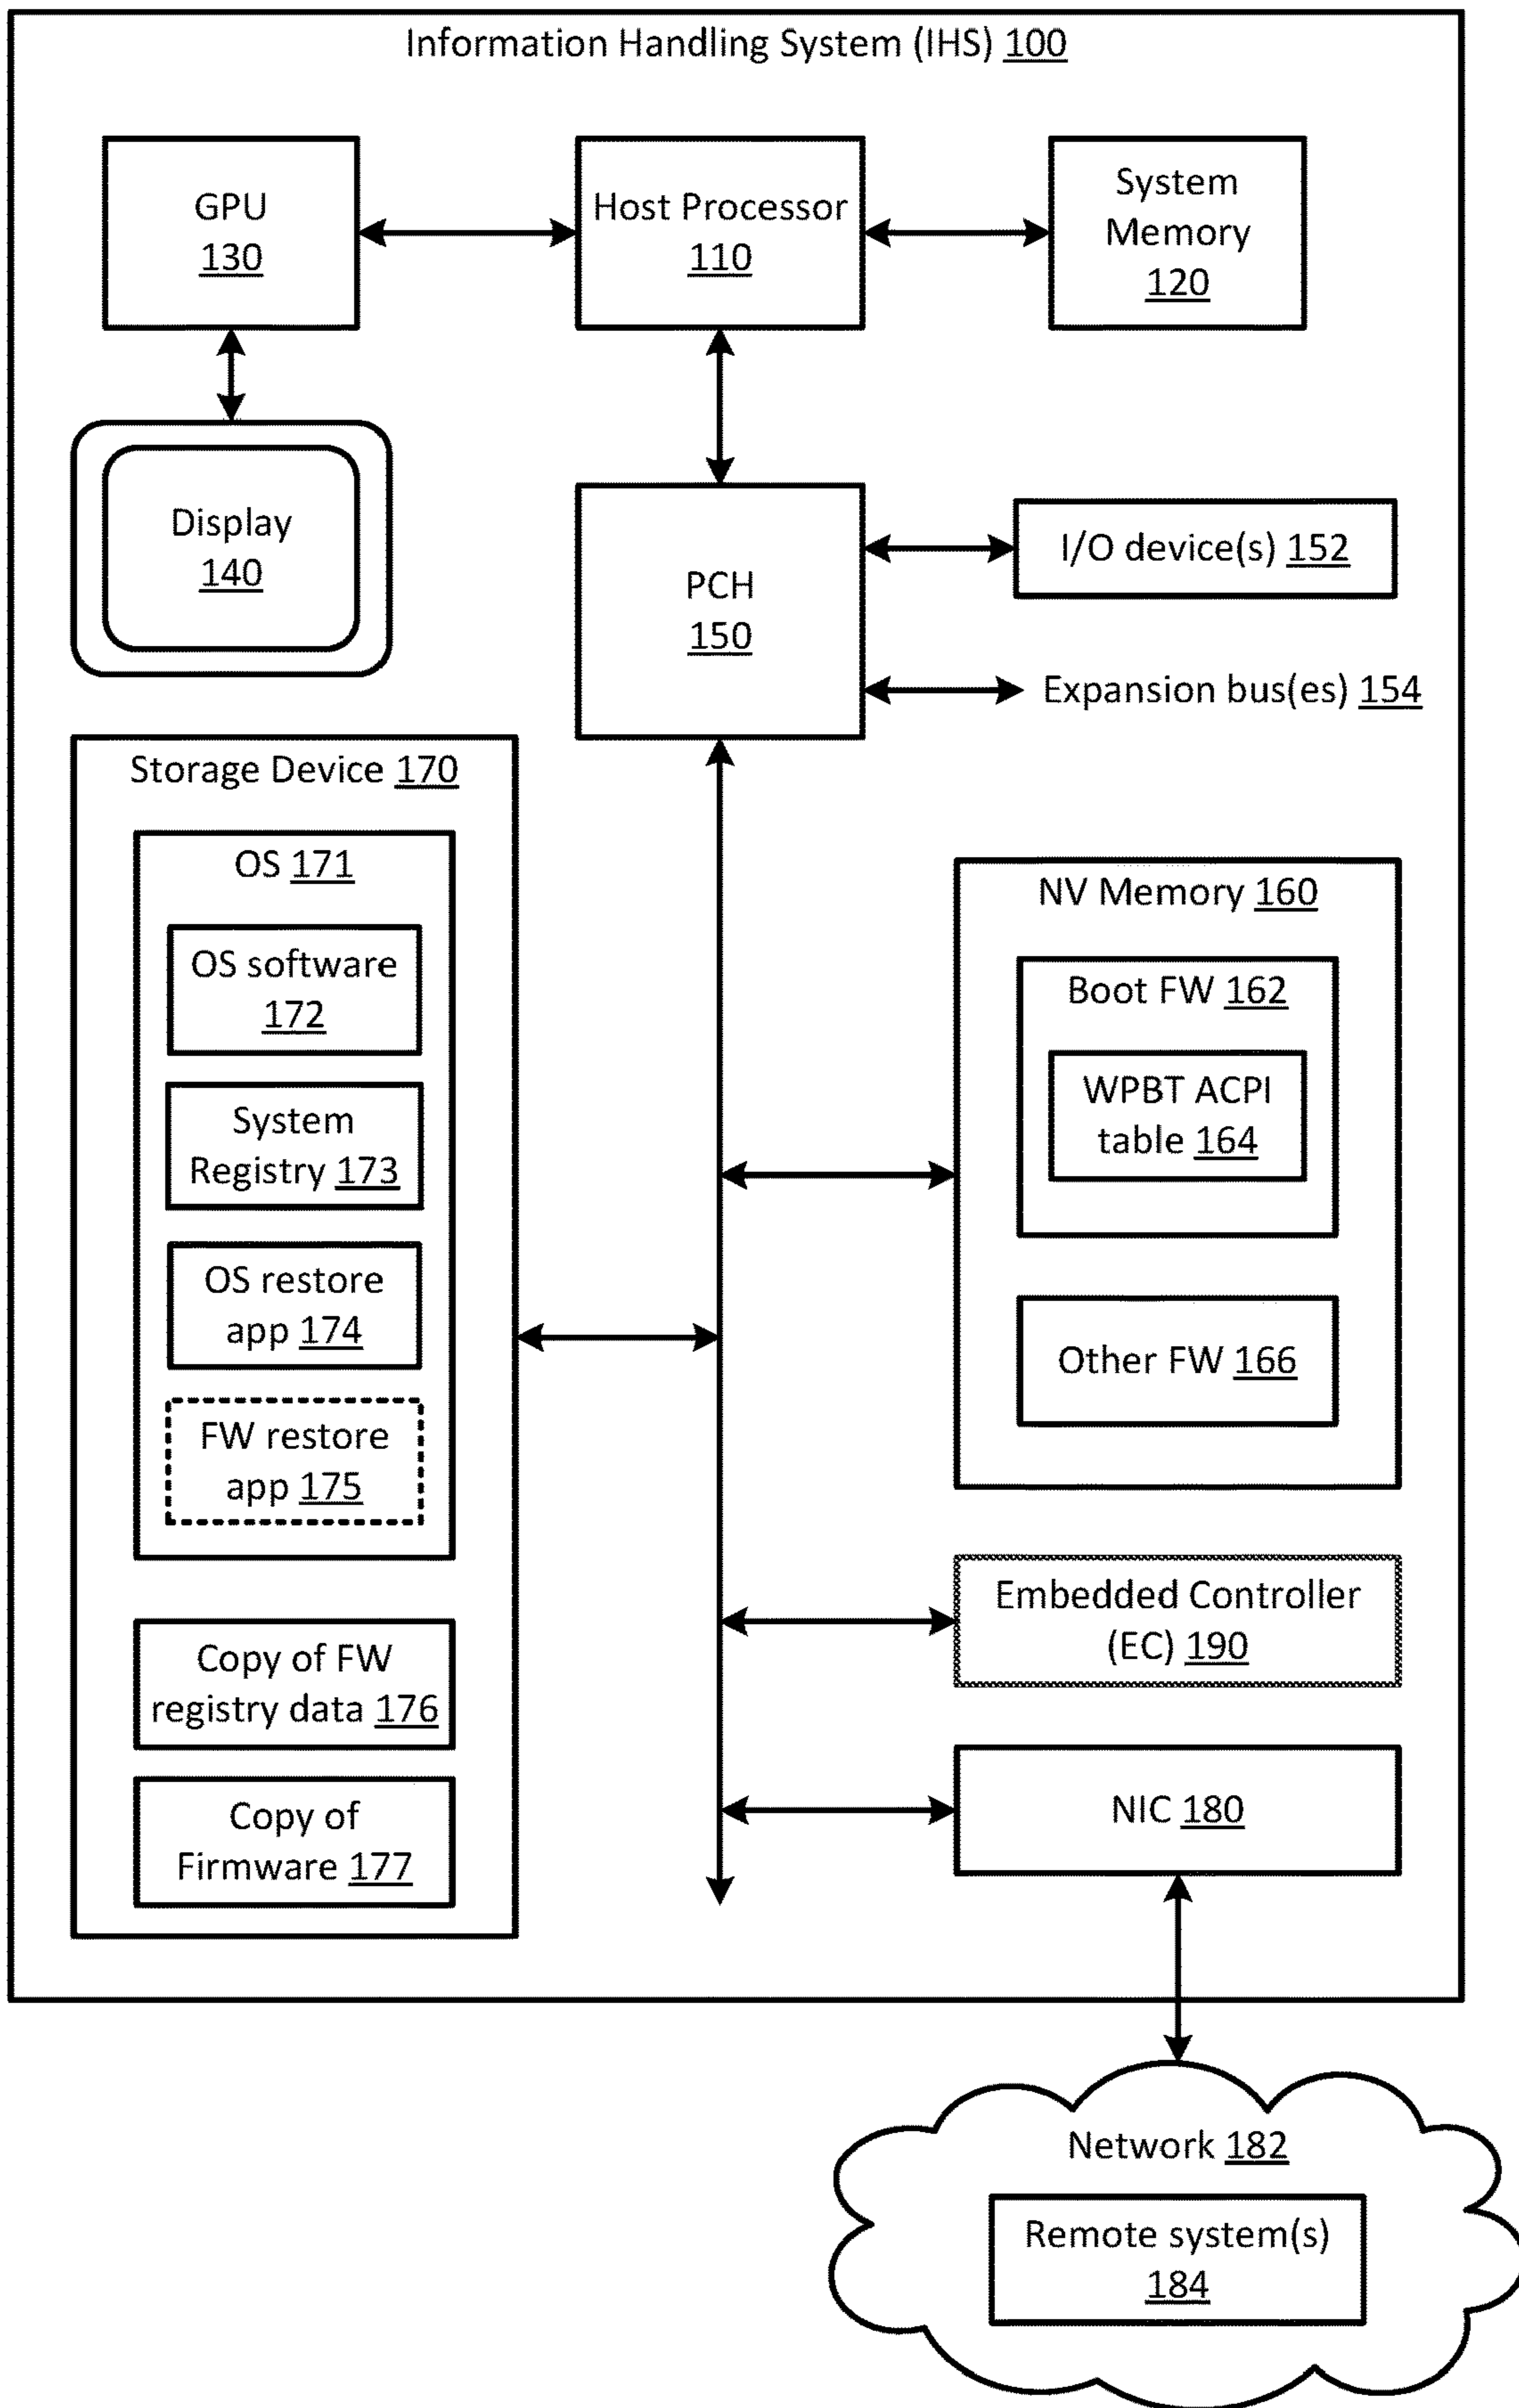 Information Handling System (IHS) 100
GPU
130
Host Processor
110
System
Memory
120
Display
140
PCH
150
I/O device(s) 152
Expansion bus(es) 154
Storage Device 170
OS 171
OS software
172
System
Registry 173
OS restore
app 174
FW restore
app 175
Copy of FW
registry data 176
Copy of
Firmware 177
NV Memory 160
Boot FW 162
WPBT ACPI
table 164
Other FW 166
Embedded Controller
(EC) 190
NIC 180
Network 182
Remote system(s)
184